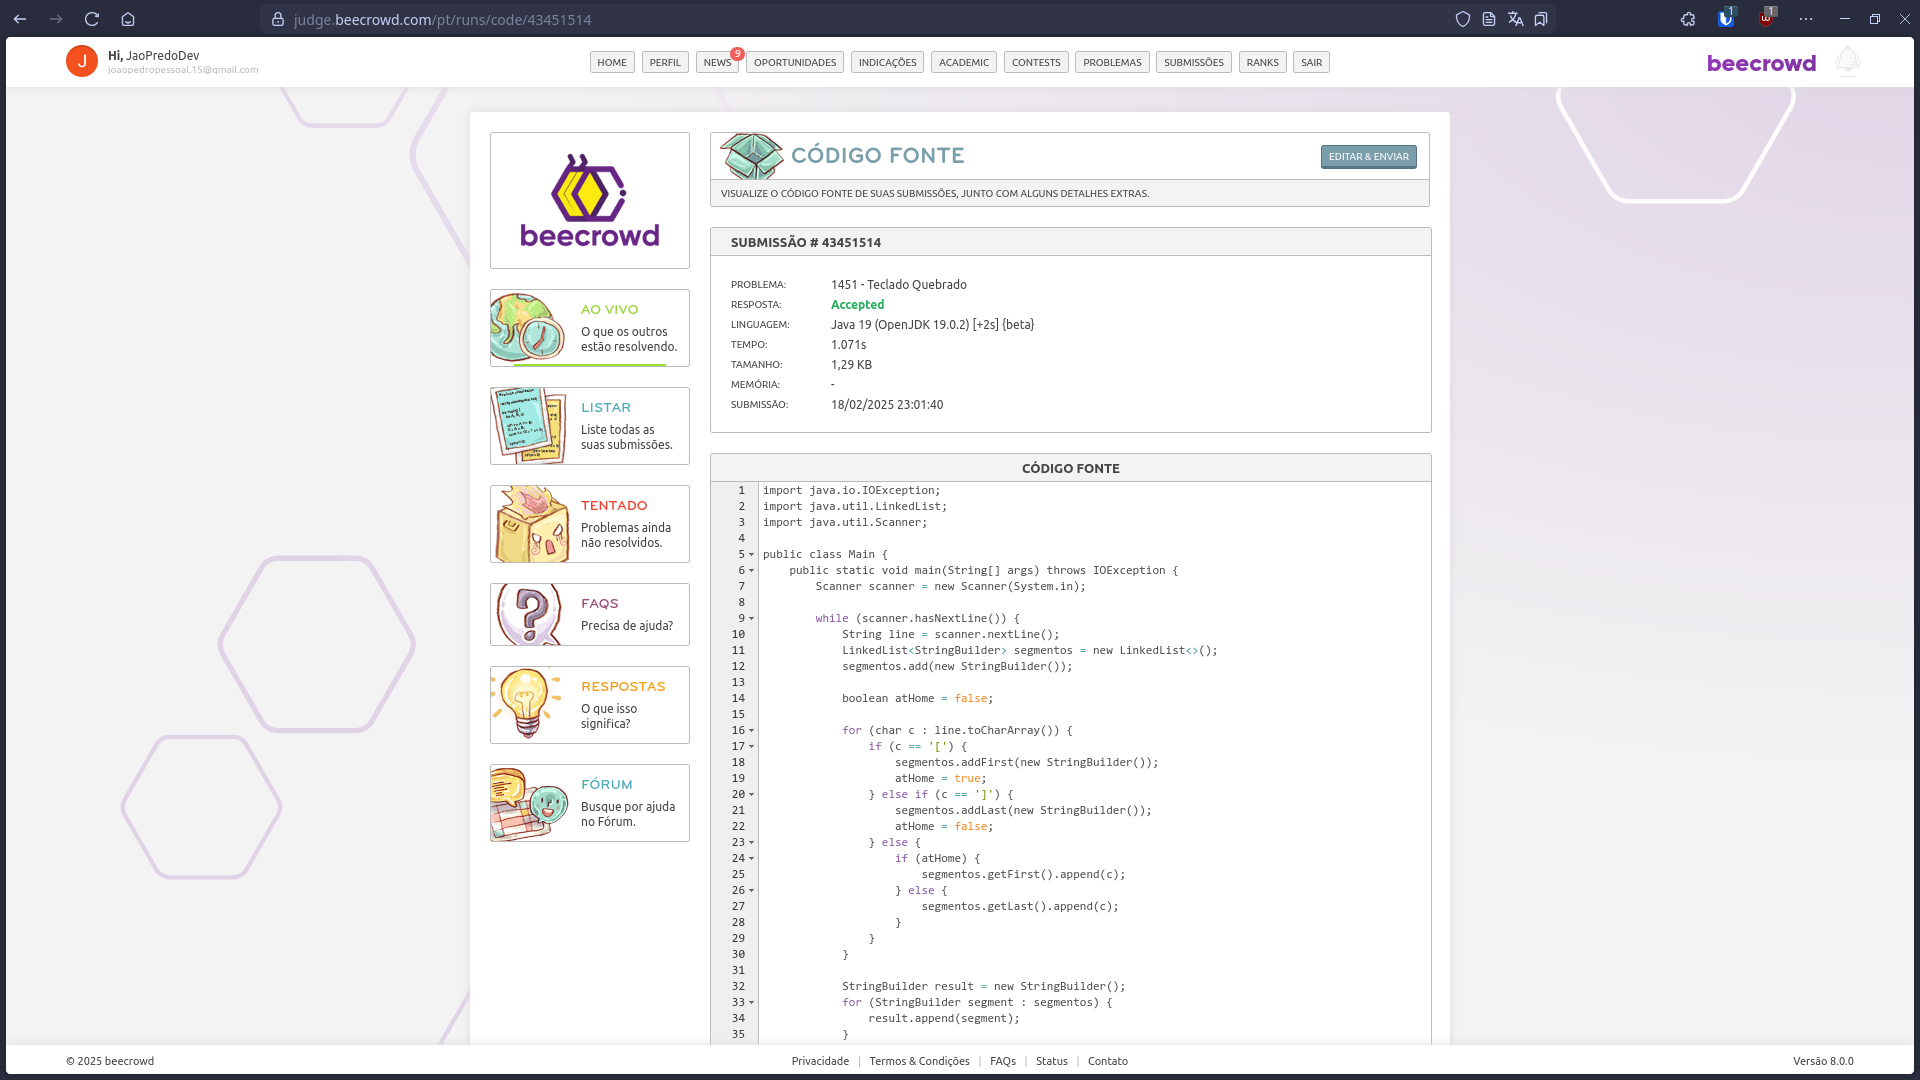 judge.beecrowd.com/pt/runs/code/43451514
1
1
J
Hi, JaoPredoDev
joaopedropessoal.15@gmail.com
HOME
PERFIL
NEWS
9
OPORTUNIDADES
INDICAÇÕES
ACADEMIC
CONTESTS
PROBLEMAS
SUBMISSÕES
RANKS
SAIR
beecrowd
beecrowd
AO VIVO
O que os outros
estão resolvendo.
LISTAR
Liste todas as
suas submissões.
TENTADO
Problemas ainda
não resolvidos.
FAQS
Precisa de ajuda?
RESPOSTAS
O que isso
significa?
FÓRUM
Busque por ajuda
no Fórum.
CÓDIGO FONTE
EDITAR & ENVIAR
VISUALIZE O CÓDIGO FONTE DE SUAS SUBMISSÕES, JUNTO COM ALGUNS DETALHES EXTRAS.
SUBMISSÃO # 43451514
PROBLEMA: 1451 - Teclado Quebrado
RESPOSTA: Accepted
LINGUAGEM: Java 19 (OpenJDK 19.0.2) [+2s] {beta}
TEMPO: 1.071s
TAMANHO: 1,29 KB
MEMÓRIA: -
SUBMISSÃO: 18/02/2025 23:01:40
CÓDIGO FONTE
1 import java.io.IOException;
2 import java.util.LinkedList;
3 import java.util.Scanner;
4
5 public class Main {
6     public static void main(String[] args) throws IOException {
7         Scanner scanner = new Scanner(System.in);
8
9         while (scanner.hasNextLine()) {
10             String line = scanner.nextLine();
11             LinkedList<StringBuilder> segmentos = new LinkedList<>();
12             segmentos.add(new StringBuilder());
13
14             boolean atHome = false;
15
16             for (char c : line.toCharArray()) {
17                 if (c == '[') {
18                     segmentos.addFirst(new StringBuilder());
19                     atHome = true;
20                 } else if (c == ']') {
21                     segmentos.addLast(new StringBuilder());
22                     atHome = false;
23                 } else {
24                     if (atHome) {
25                         segmentos.getFirst().append(c);
26                     } else {
27                         segmentos.getLast().append(c);
28                     }
29                 }
30             }
31
32             StringBuilder result = new StringBuilder();
33             for (StringBuilder segment : segmentos) {
34                 result.append(segment);
35             }
© 2025 beecrowd
Privacidade | Termos & Condições | FAQs | Status | Contato
Versão 8.0.0